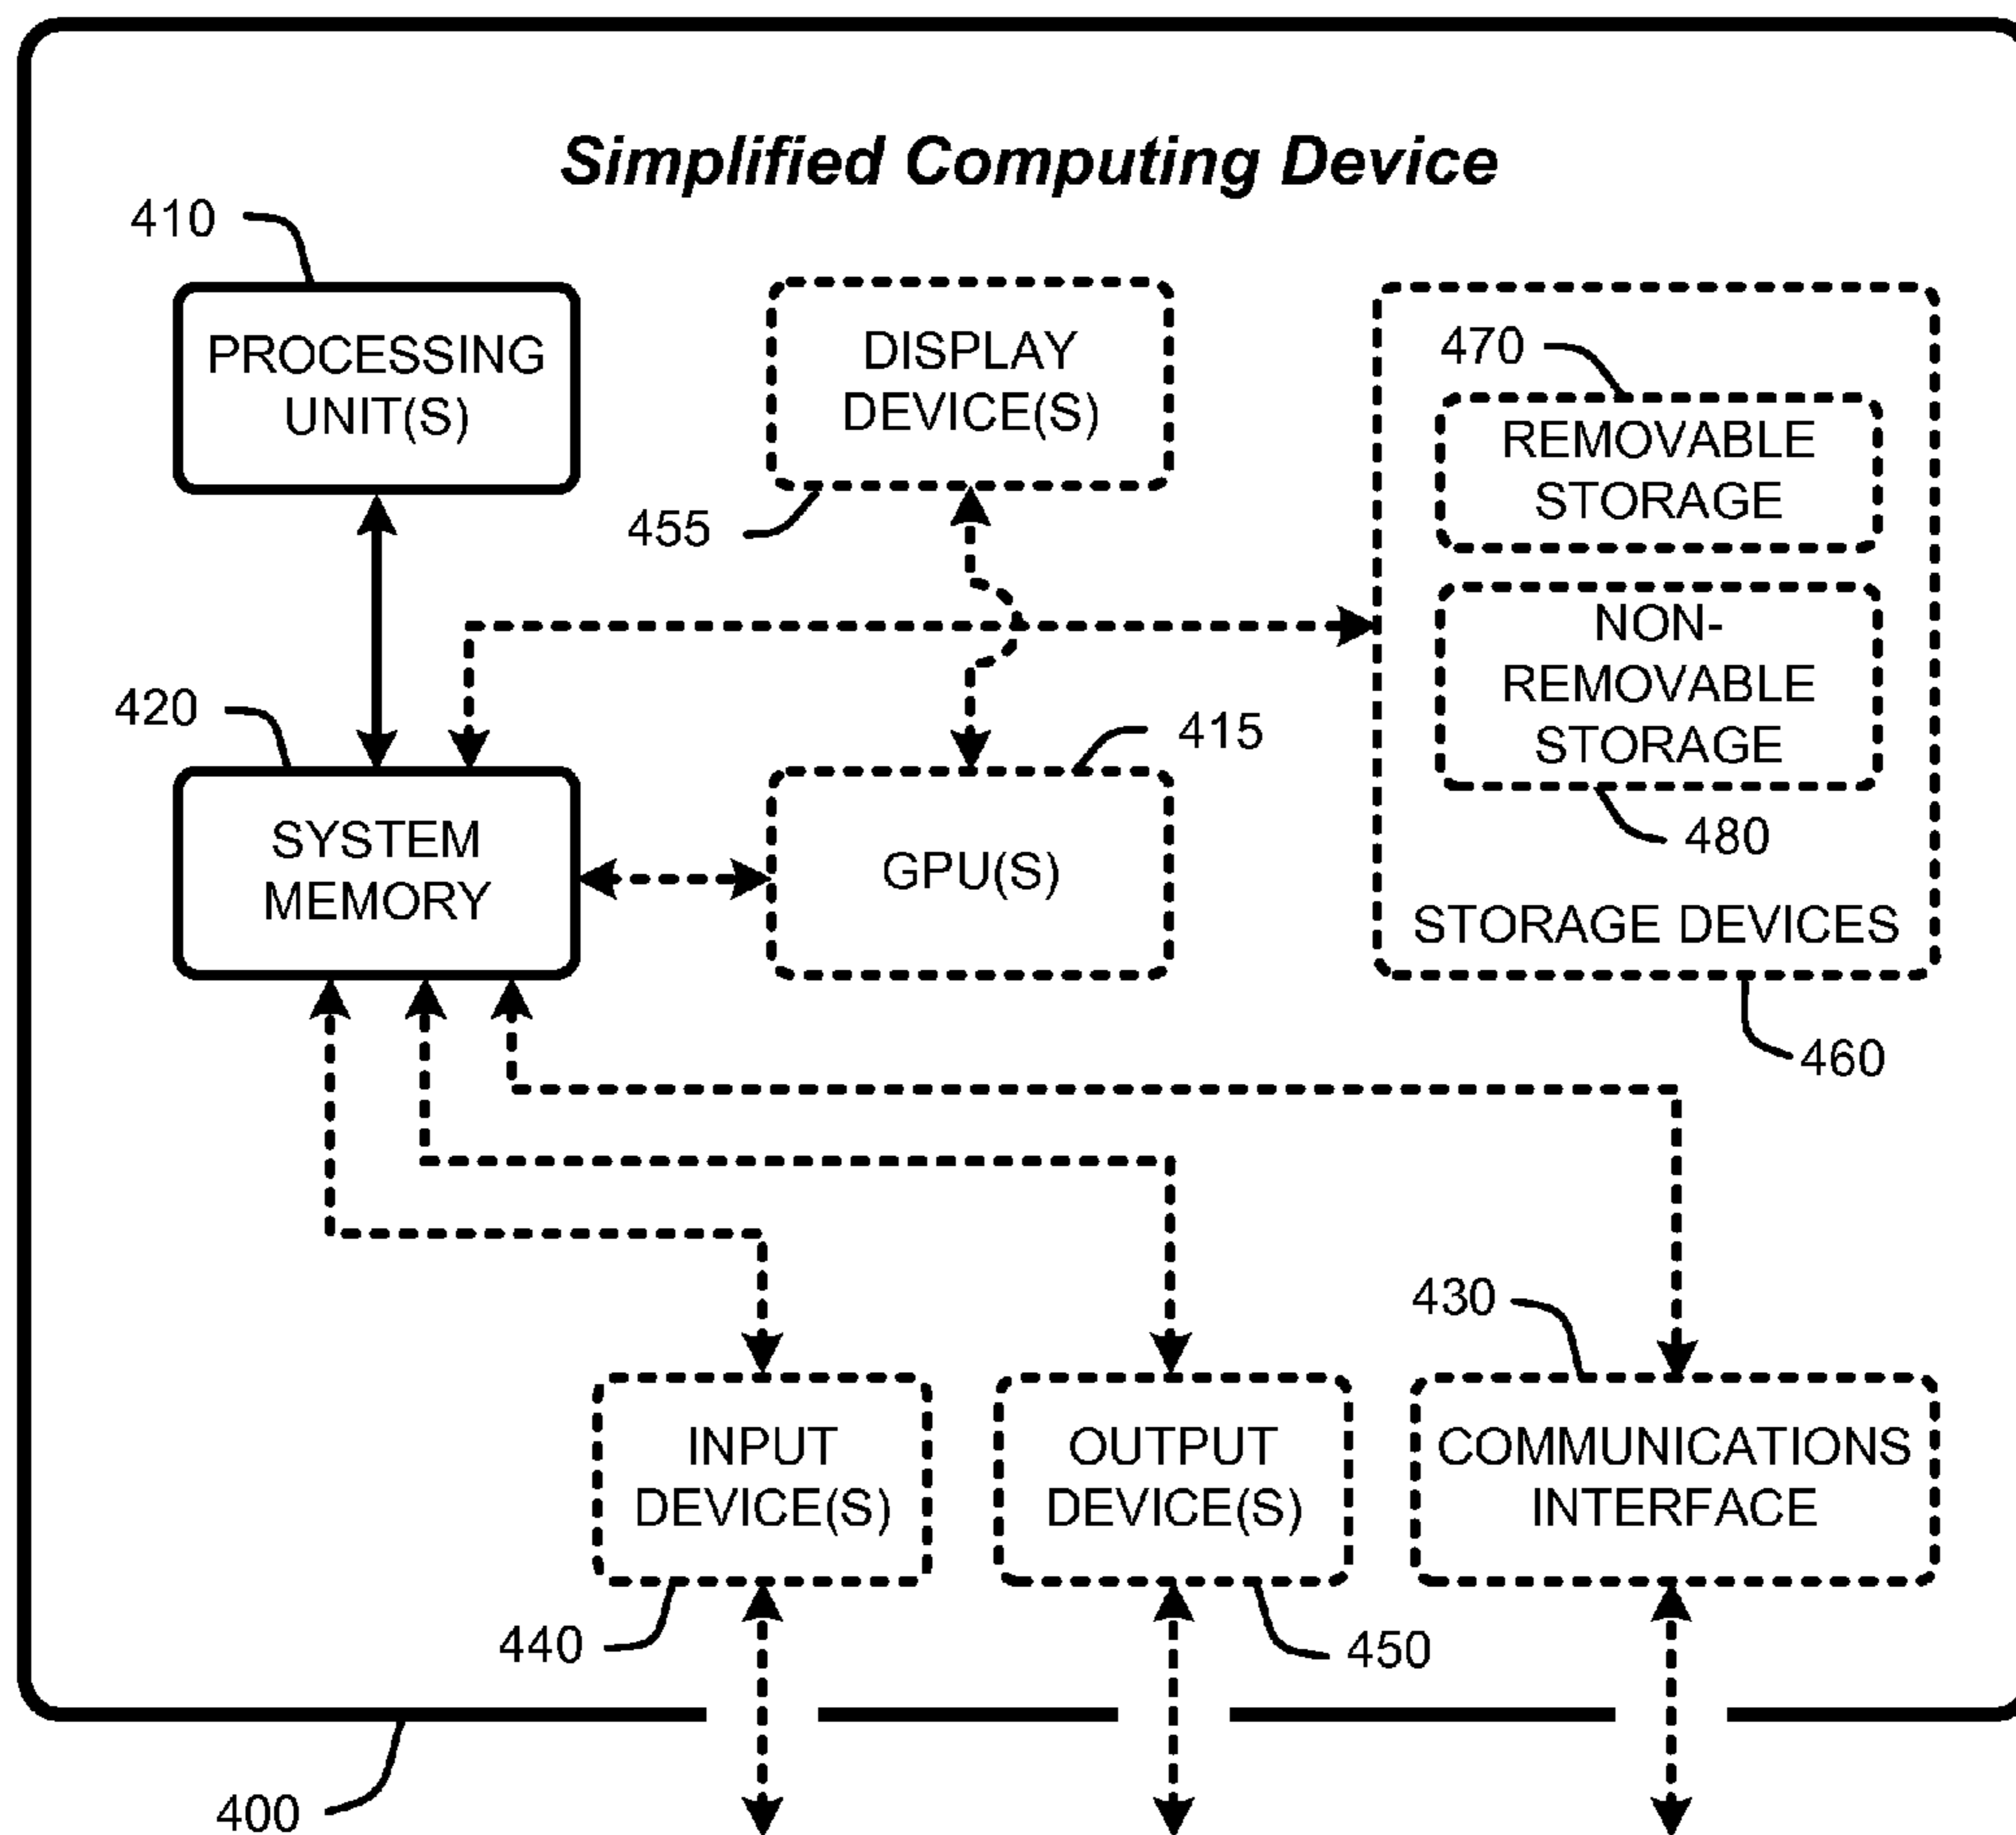 Simplified Computing Device
410
PROCESSING
UNIT(S)
DISPLAY
DEVICE(S)
455
470
REMOVABLE
STORAGE
NON-
REMOVABLE
STORAGE
480
STORAGE DEVICES
460
420
SYSTEM
MEMORY
415
GPU(S)
430
INPUT
DEVICE(S)
OUTPUT
DEVICE(S)
COMMUNICATIONS
INTERFACE
440
450
400